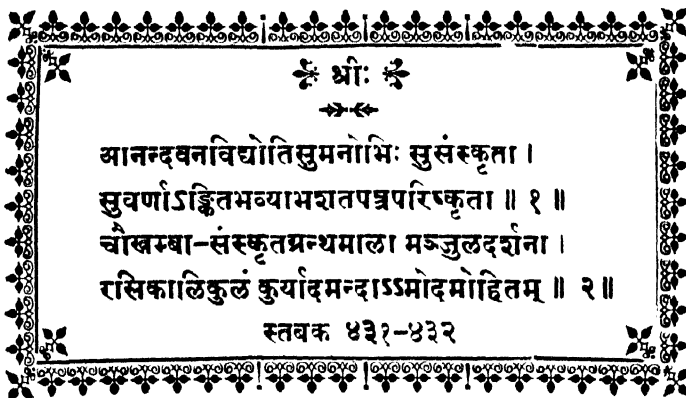 श्रीः
आनन्दवनविद्योतिसुमनोभिः सुसंस्कृता ।
सुवर्णाऽङ्कितभव्याभशतपत्रपरिष्कृता ॥ १ ॥
चौखम्बा-संस्कृतग्रन्थमाला मञ्जुलदर्शना ।
रसिकालिकुलं कुर्यादमन्दाऽऽमोदमोहितम् ॥ २॥
स्तबक ४३१-४३२